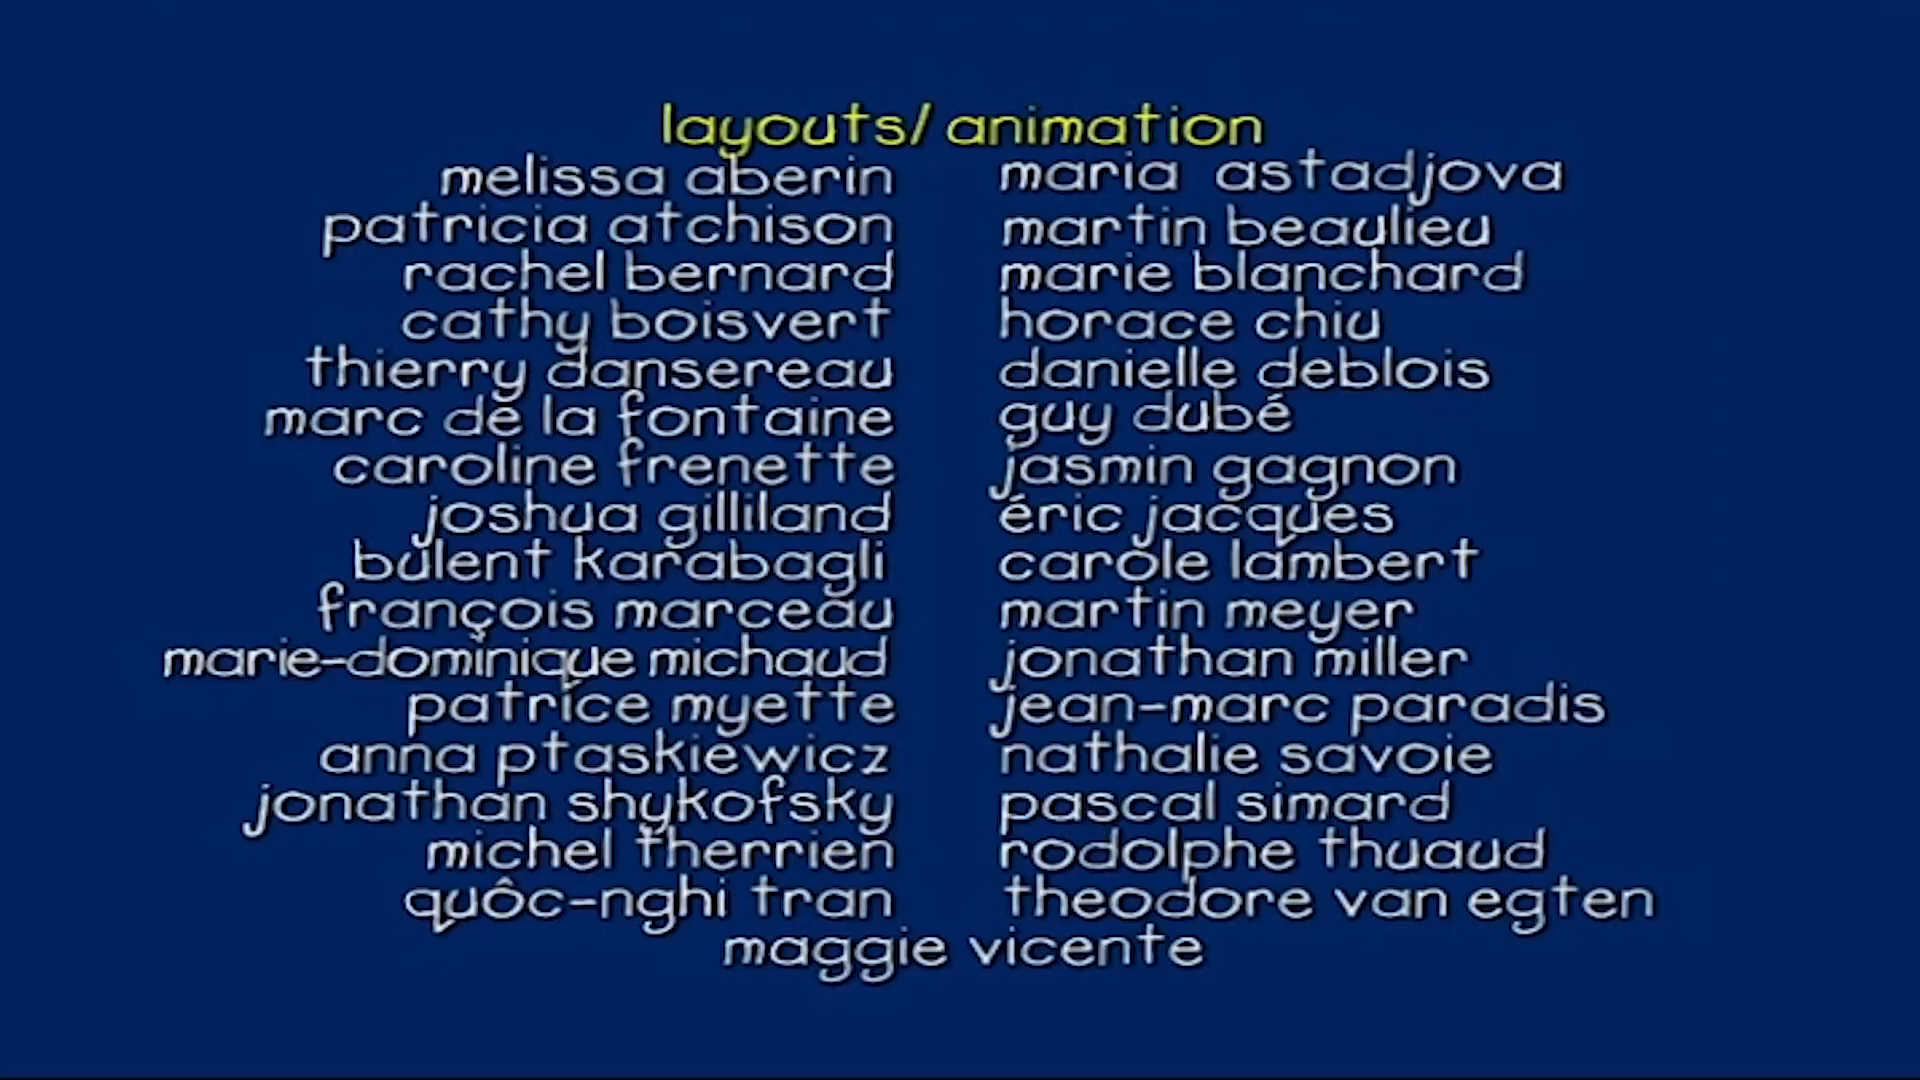 layouts/ animation
melissa aberin maria astadjova
patricia atchison martin beaulieu
rachel bernard marie blanchard
cathy boisvert horace chiu
thierry dansereau danielle deblois
marc de la fontaine guy dubé
caroline frenette jasmin gagnon
joshua gilliland éric jacques
bulent karabagli carole lambert
françois marceau martin meyer
marie-dominique michaud jonathan miller
patrice myette jean-marc paradis
anna ptaskiewicz nathalie savoie
jonathan shykofsky pascal simard
michel therrien rodolphe thuaud
quôc-nghi tran theodore van egten
maggie vicente